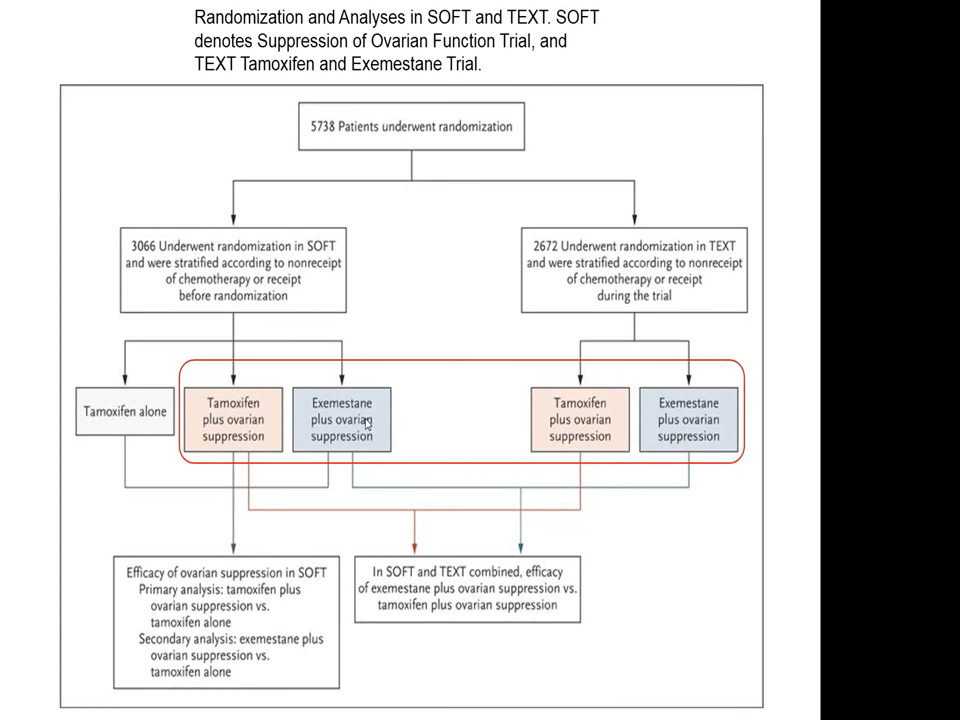 Randomization and Analyses in SOFT and TEXT. SOFT
denotes Suppression of Ovarian Function Trial, and
TEXT Tamoxifen and Exemestane Trial.
5738 Patients underwent randomization
3066 Underwent randomization in SOFT
and were stratified according to nonreceipt
of chemotherapy or receipt
before randomization
2672 Underwent randomization in TEXT
and were stratified according to nonreceipt
of chemotherapy or receipt
during the trial
Tamoxifen alone
Tamoxifen
plus ovarian
suppression
Exemestane
plus ovarian
suppression
Tamoxifen
plus ovarian
suppression
Exemestane
plus ovarian
suppression
Efficacy of ovarian suppression in SOFT
Primary analysis: tamoxifen plus
ovarian suppression vs.
tamoxifen alone
Secondary analysis: exemestane plus
ovarian suppression vs.
tamoxifen alone
In SOFT and TEXT combined, efficacy
of exemestane plus ovarian suppression vs.
tamoxifen plus ovarian suppression